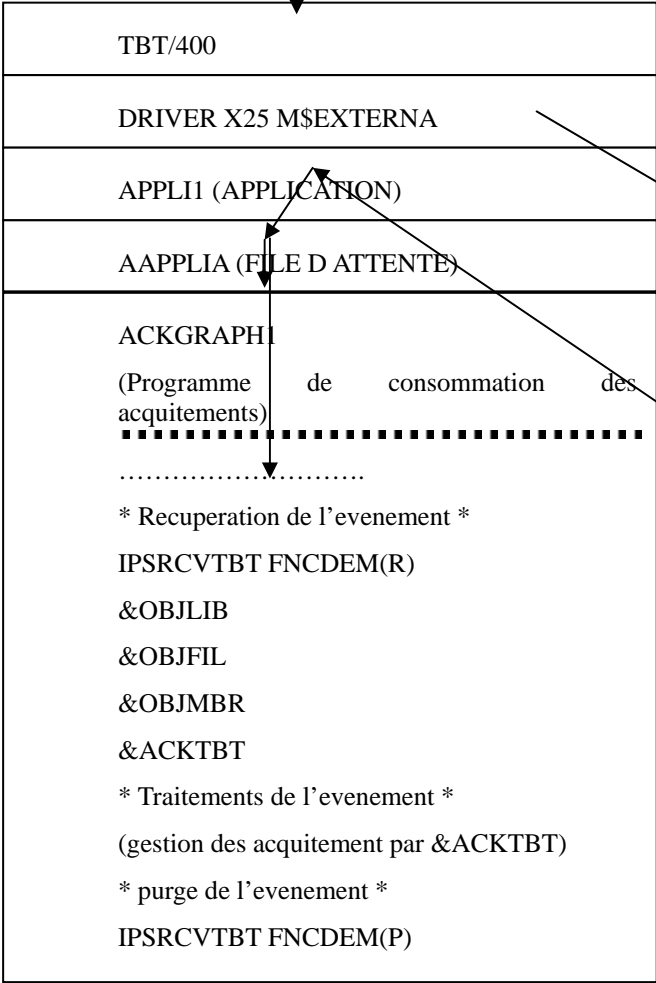 TBT/400
DRIVER X25 M$EXTERNA
APPLI1 (APPLICATION)
AAPPLIA (FILE D ATTENTE)
ACKGRAPH1
(Programme de consommation des
acquitements)
………………………….
* Recuperation de l’evenement *
IPSRCVTBT FNCDEM(R)
&OBJLIB
&OBJFIL
&OBJMBR
&ACKTBT
* Traitements de l’evenement *
(gestion des acquitement par &ACKTBT)
* purge de l’evenement *
IPSRCVTBT FNCDEM(P)